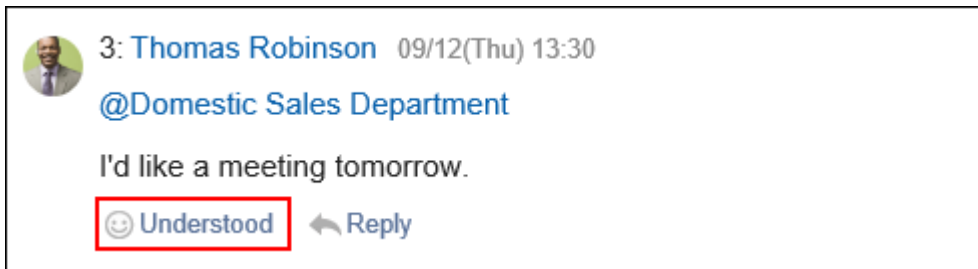 3: Thomas Robinson 09/12(Thu) 13:30
@Domestic Sales Department
I'd like a meeting tomorrow.
Understood Reply